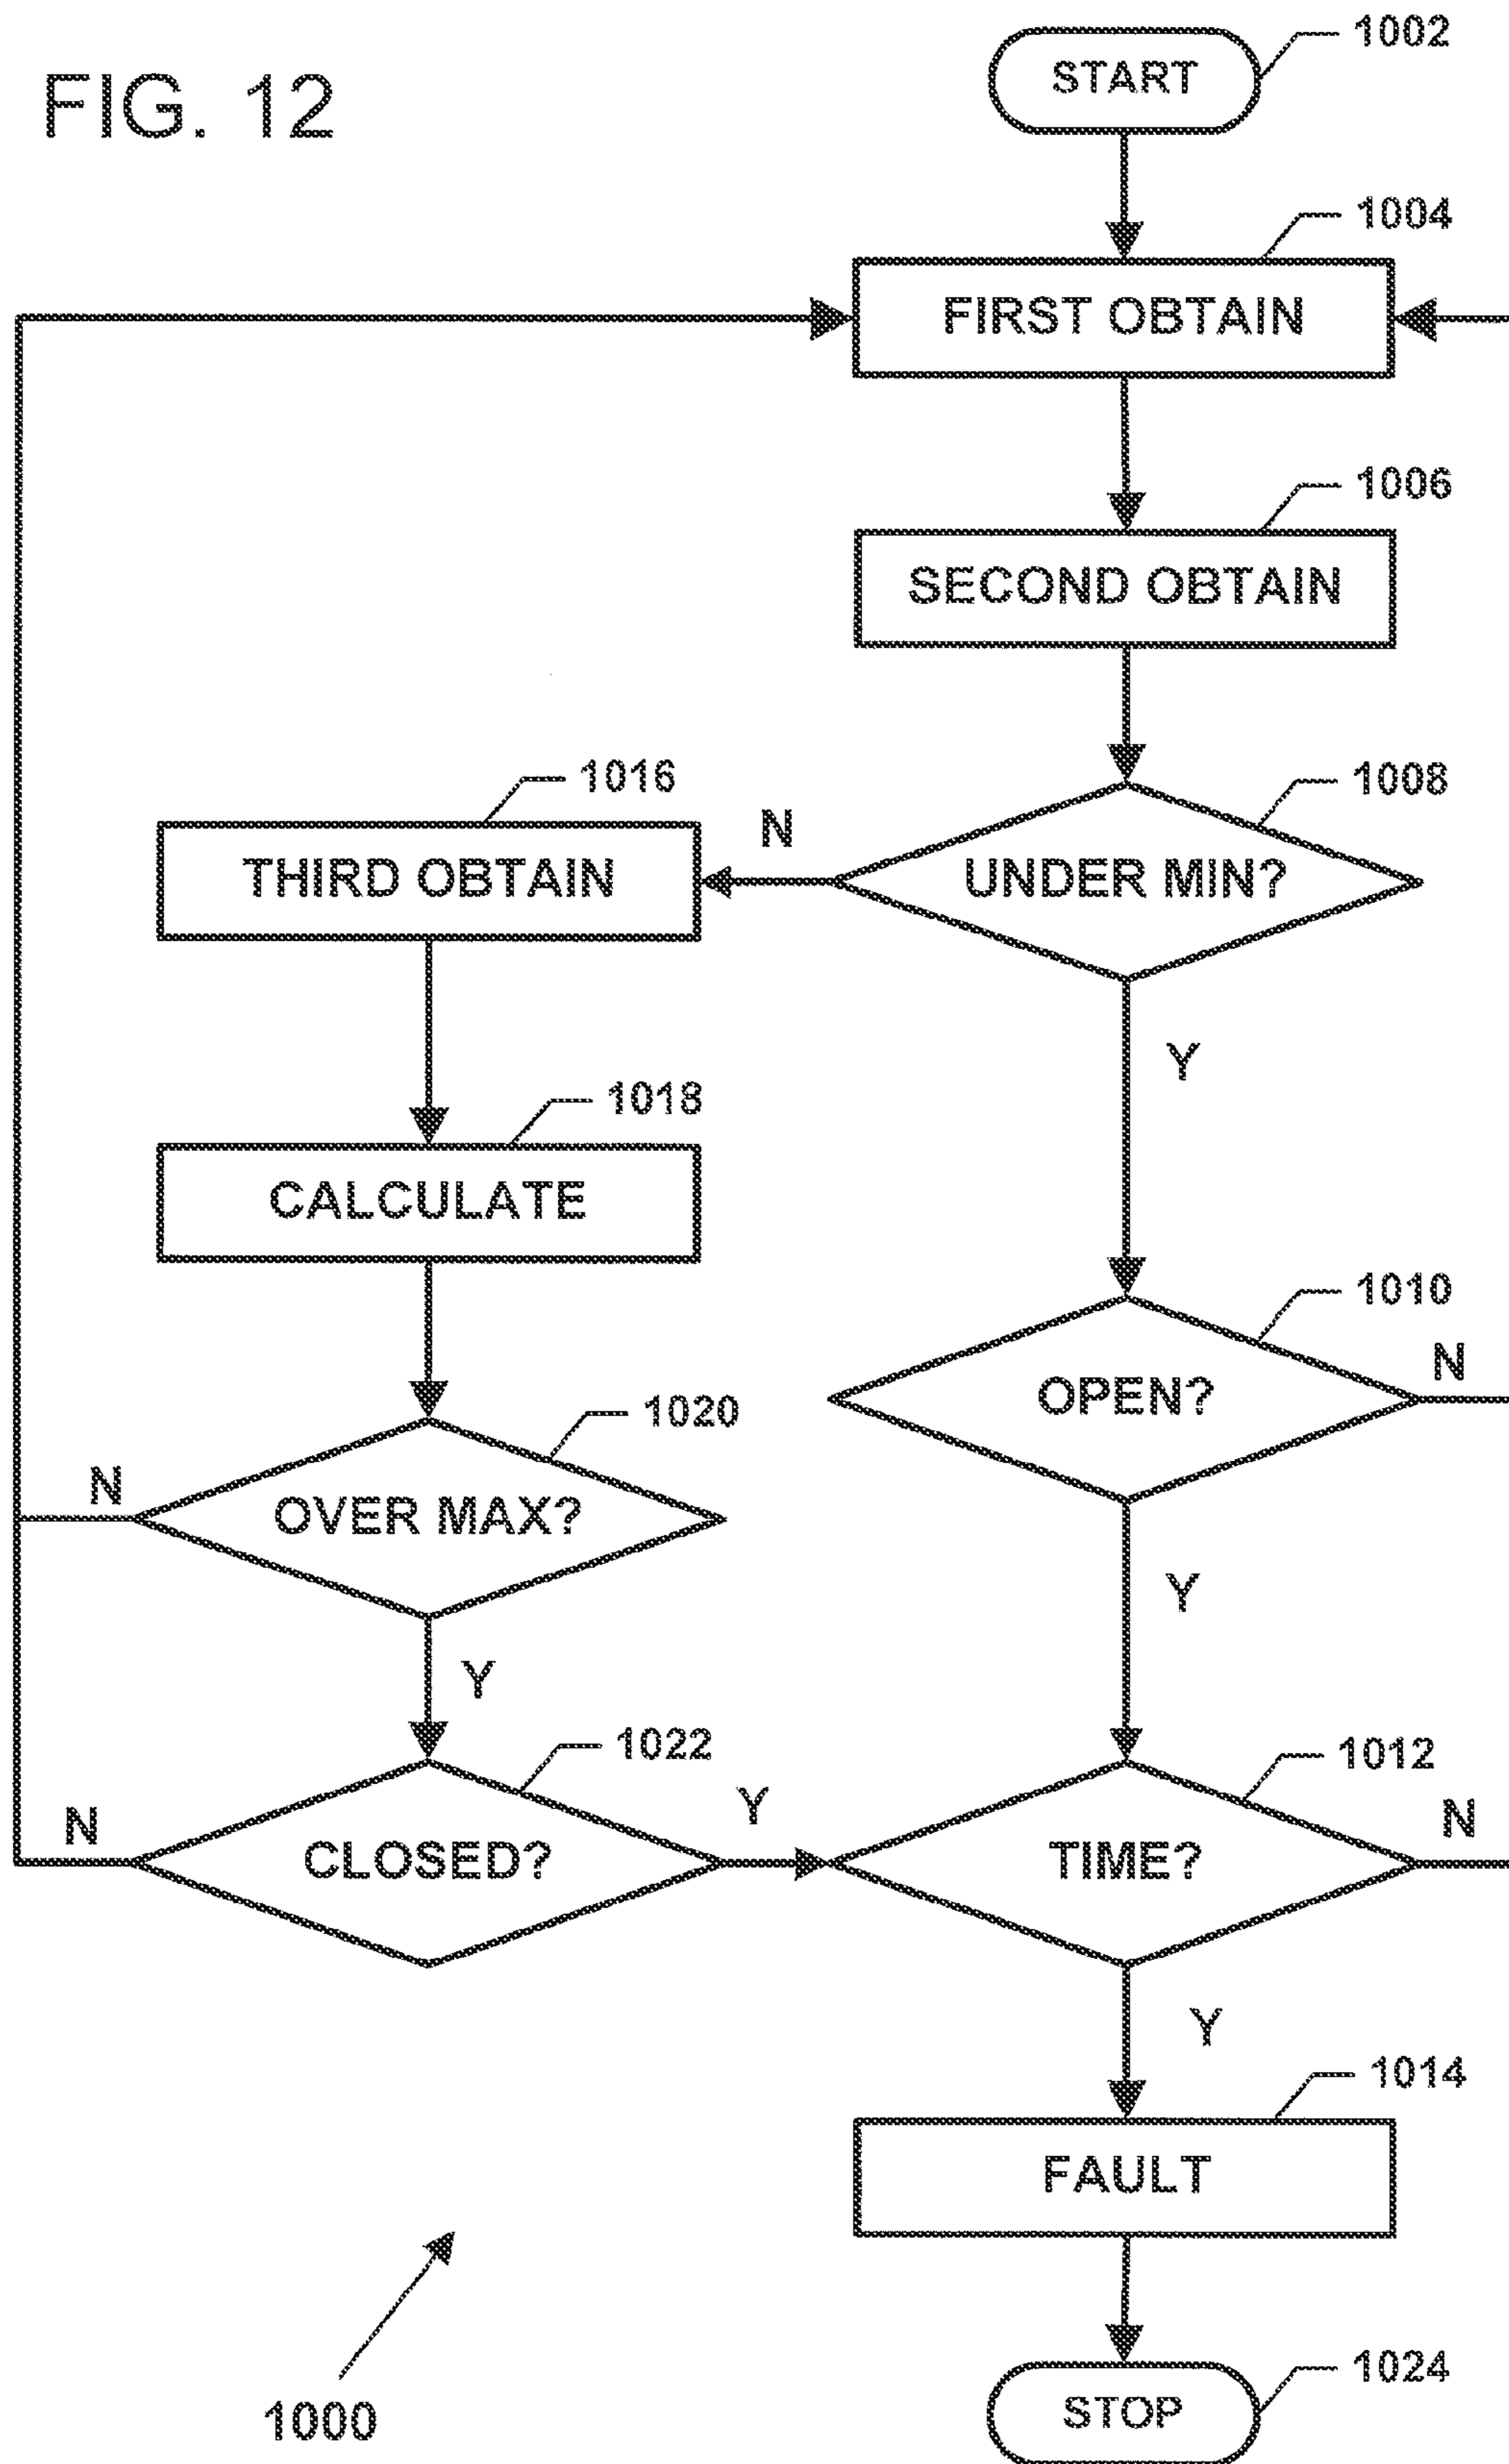 FIG. 12
START
1002
1004
FIRST OBTAIN
1006
SECOND OBTAIN
1008
UNDER MIN?
N
Y
1016
THIRD OBTAIN
1018
CALCULATE
1020
OVER MAX?
N
Y
1010
OPEN?
N
Y
1022
CLOSED?
N
Y
1012
TIME?
N
Y
1014
FAULT
1024
STOP
1000